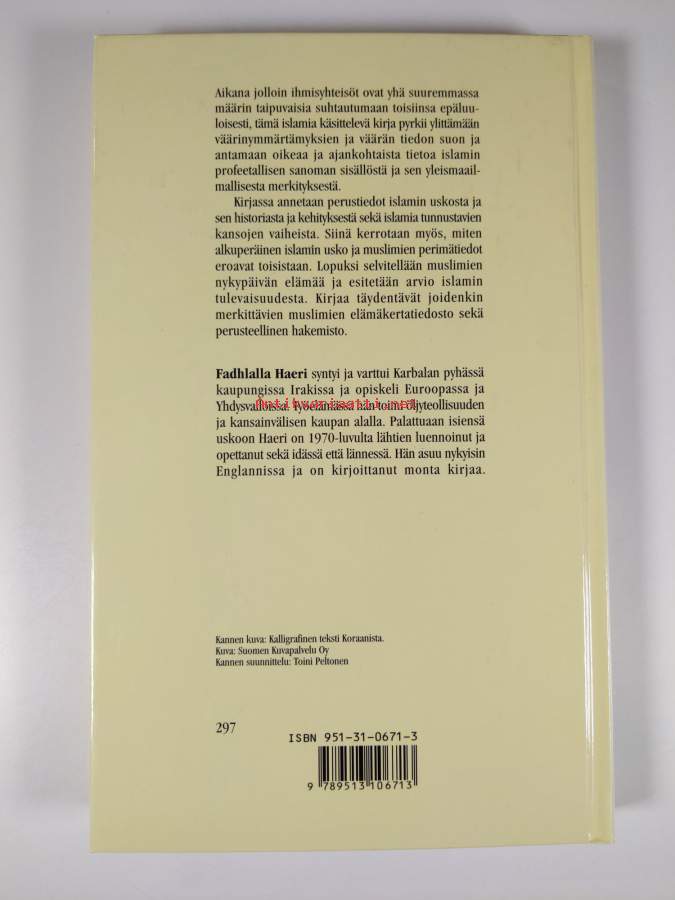 Aikana jolloin ihmisyhteisöt ovat yhä suuremmassa
määrin taipuvaisia suhtautumaan toisiinsa epäluu-
loisesti, tämä islamia käsittelevä kirja pyrkii ylittämään
väärinymmärtämyksien ja väärän tiedon suon ja
antamaan oikeaa ja ajankohtaista tietoa islamin
profeetallisen sanoman sisällöstä ja sen yleismaail-
mallisesta merkityksestä.
Kirjassa annetaan perustiedot islamin uskosta ja
sen historiasta ja kehityksestä sekä islamia tunnustavien
kansojen vaiheista. Siinä kerrotaan myös, miten
alkuperäinen islamin usko ja muslimien perimätiedot
eroavat toisistaan. Lopuksi selvitellään muslimien
nykypäivän elämää ja esitetään arvio islamin
tulevaisuudesta. Kirjaa täydentävät joidenkin
merkittävien muslimien elämäkertatiedosto sekä
perusteellinen hakemisto.
Fadhlalla Haeri syntyi ja varttui Karbalan pyhässä
kaupungissa Irakissa ja opiskeli Euroopassa ja
Antikvariaatti.net
Yhdysvalloissa. Työelämässä hän toimi öljyteollisuuden
ja kansainvälisen kaupan alalla. Palattuaan isiensä
uskoon Haeri on 1970-luvulta lähtien luennoinut ja
opettanut sekä idässä että lännessä. Hän asuu nykyisin
Englannissa ja on kirjoittanut monta kirjaa.
Kannen kuva: Kalligrafinen teksti Koraanista.
Kuva: Suomen Kuvapalvelu Oy
Kannen suunnittelu: Toini Peltonen
297
ISBN 951-31-0671-3
9 789513 106713